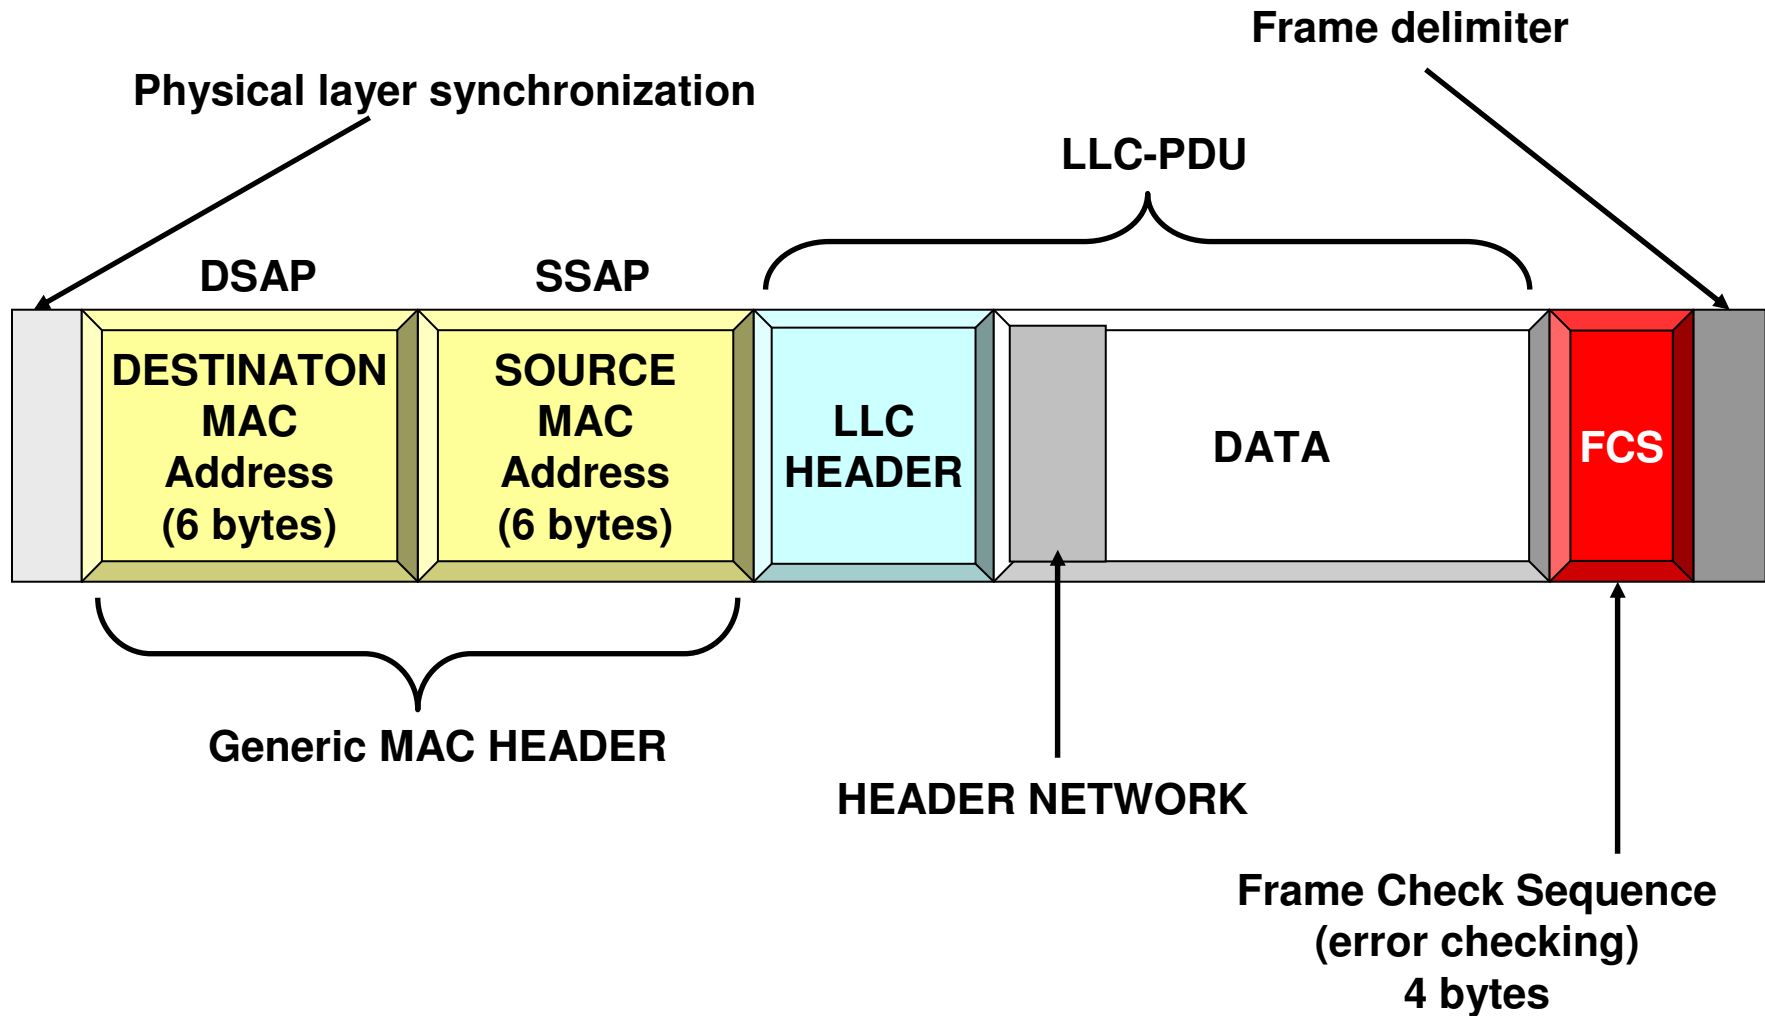 Frame delimiter
Physical layer synchronization
LLC-PDU
DSAP
SSAP
DESTINATON
MAC
Address
(6 bytes)
SOURCE
MAC
Address
(6 bytes)
LLC
HEADER
DATA
FCS
Generic MAC HEADER
HEADER NETWORK
Frame Check Sequence
(error checking)
4 bytes